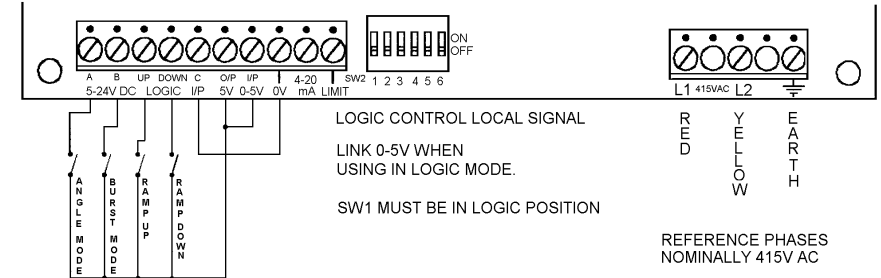 ON
OFF
A B UP DOWN C O/P I/P 4-20 SW2 1 2 3 4 5 6
5-24V DC LOGIC I/P 5V 0-5V 0V mA LIMIT
L1 415VAC L2
LOGIC CONTROL LOCAL SIGNAL
LINK 0-5V WHEN
USING IN LOGIC MODE.
SW1 MUST BE IN LOGIC POSITION
RED
YELLOW
EARTH
ANGLE MODE
BURST MODE
RAMP UP
RAMP DOWN
REFERENCE PHASES
NOMINALLY 415V AC